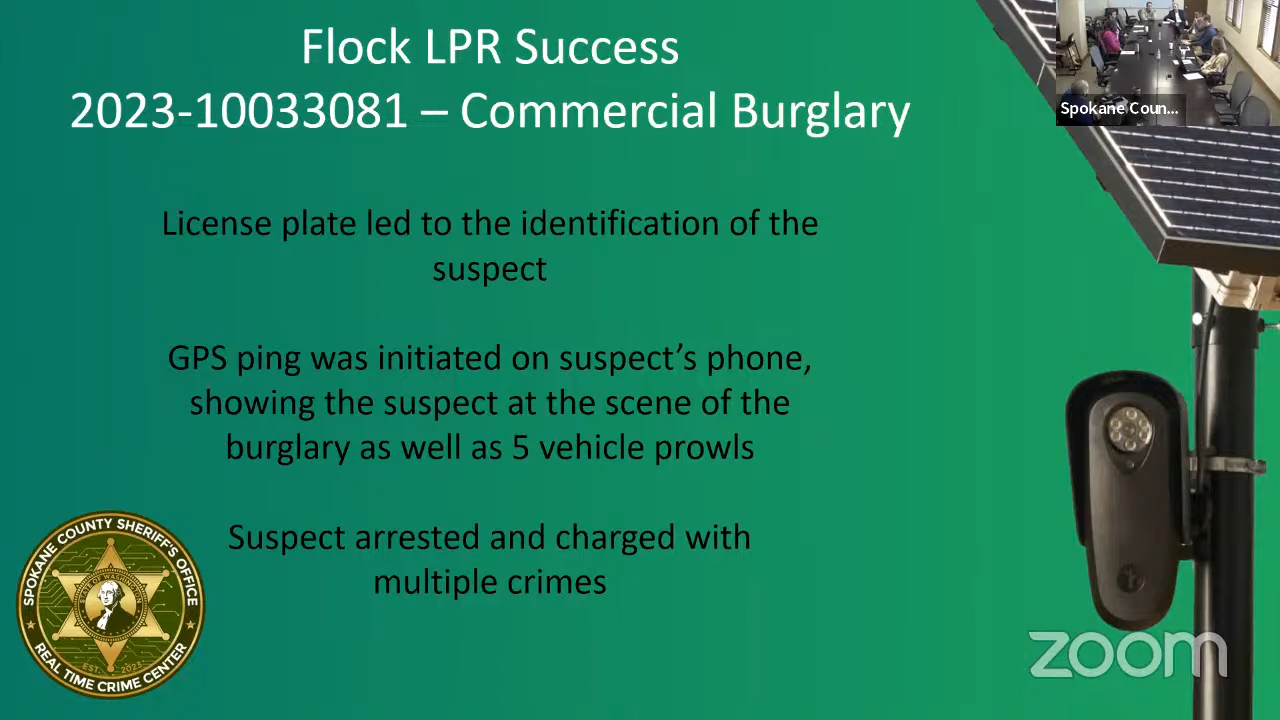 Flock LPR Success
2023-10033081 – Commercial Burglary
Spokane Coun...
License plate led to the identification of the
suspect
GPS ping was initiated on suspect’s phone,
showing the suspect at the scene of the
burglary as well as 5 vehicle prowls
Suspect arrested and charged with
multiple crimes
SPOKANE COUNTY SHERIFF'S OFFICE
STATE OF WASHINGTON
EST. 2023
REAL TIME CRIME CENTER
zoom